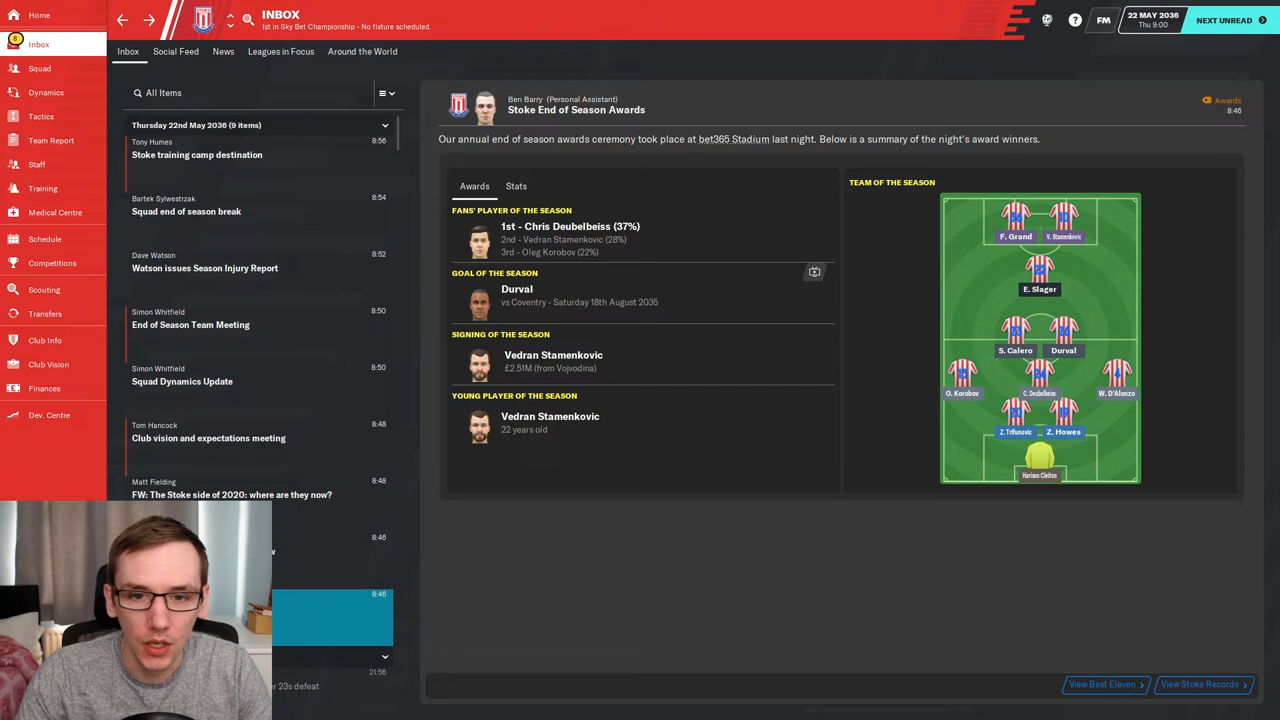 Home
INBOX
1st in Sky Bet Championship - No fixture scheduled.
FM
22 MAY 2036
Thu 9:00
NEXT UNREAD
8
Inbox
Squad
Dynamics
Tactics
Team Report
Staff
Training
Medical Centre
Schedule
Competitions
Scouting
Transfers
Club Info
Club Vision
Finances
Dev. Centre
Inbox
Social Feed
News
Leagues in Focus
Around the World
All Items
Thursday 22nd May 2036 (9 items)
Tony Humes
8:56
Stoke training camp destination
Bartek Sylwestrzak
8:54
Squad end of season break
Dave Watson
8:52
Watson issues Season Injury Report
Simon Whitfield
8:50
End of Season Team Meeting
Simon Whitfield
8:50
Squad Dynamics Update
Tom Hancock
8:48
Club vision and expectations meeting
Matt Fielding
8:48
FW: The Stoke side of 2020: where are they now?
8:46
w
8:46
21:56
er 23s defeat
Ben Barry (Personal Assistant)
Stoke End of Season Awards
Awards
8:46
Our annual end of season awards ceremony took place at bet365 Stadium last night. Below is a summary of the night's award winners.
Awards
Stats
FANS' PLAYER OF THE SEASON
1st - Chris Deubelbeiss (37%)
2nd - Vedran Stamenkovic (28%)
3rd - Oleg Korobov (22%)
GOAL OF THE SEASON
Durval
vs Coventry - Saturday 18th August 2035
SIGNING OF THE SEASON
Vedran Stamenkovic
£2.51M (from Vojvodina)
YOUNG PLAYER OF THE SEASON
Vedran Stamenkovic
22 years old
TEAM OF THE SEASON
10
F. Grand
V. Stamenkovic
E. Slager
23
S. Calero
Durval
24
4
O. Korobov
C. Deubelbeiss
W. D'Alonzo
20
19
Z. Trifunovic
Z. Howes
Harison Cleiton
View Best Eleven
View Stoke Records